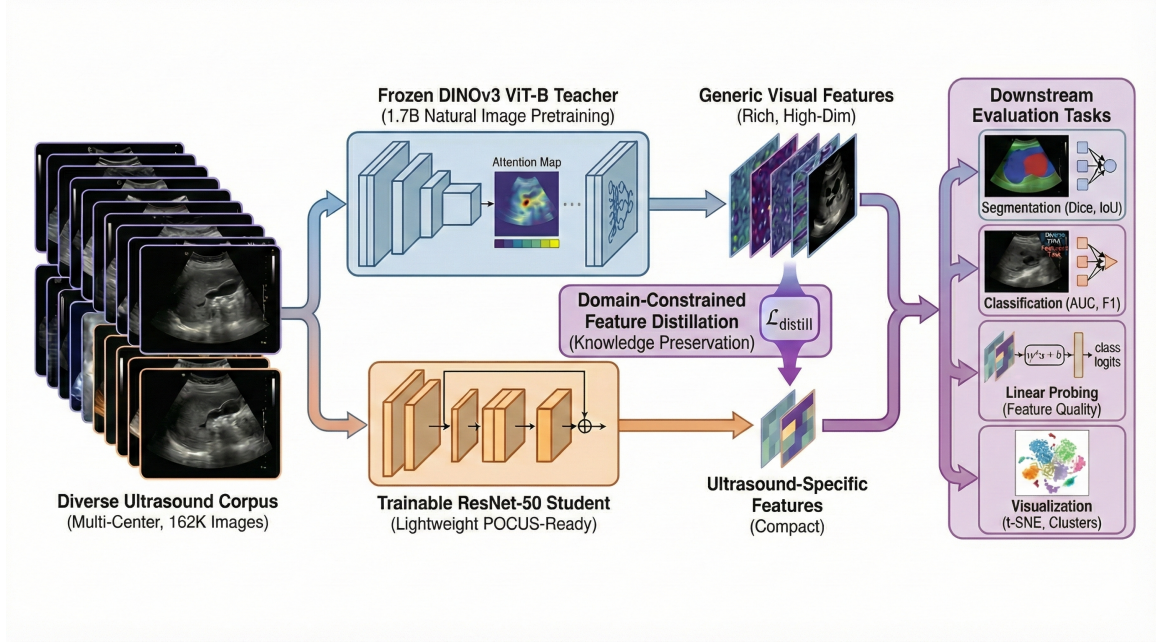 Frozen DINOv3 ViT-B Teacher
(1.7B Natural Image Pretraining)
Attention Map
Generic Visual Features
(Rich, High-Dim)
Domain-Constrained
Feature Distillation
(Knowledge Preservation)
ℒdistill
Diverse Ultrasound Corpus
(Multi-Center, 162K Images)
Trainable ResNet-50 Student
(Lightweight POCUS-Ready)
Ultrasound-Specific
Features
(Compact)
Downstream
Evaluation Tasks
Segmentation (Dice, IoU)
Classification (AUC, F1)
class
logits
Linear Probing
(Feature Quality)
Visualization
(t-SNE, Clusters)